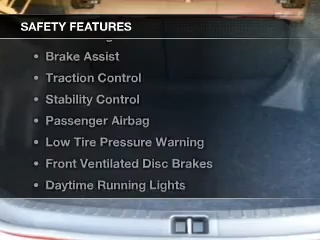 SAFETY FEATURES
• Brake Assist
• Traction Control
• Stability Control
• Passenger Airbag
• Low Tire Pressure Warning
• Front Ventilated Disc Brakes
• Daytime Running Lights